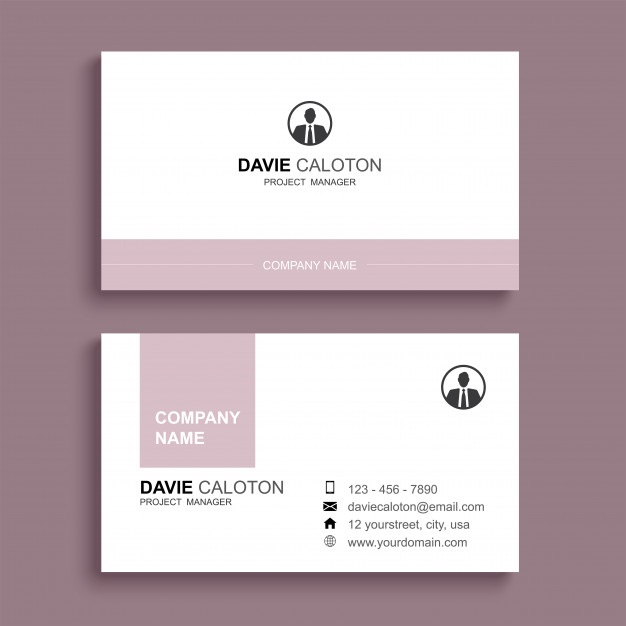 DAVIE CALOTON
PROJECT MANAGER
COMPANY NAME
COMPANY
NAME
DAVIE CALOTON
PROJECT MANAGER
123 - 456 - 7890
daviecaloton@email.com
12 yourstreet, city, usa
www.yourdomain.com